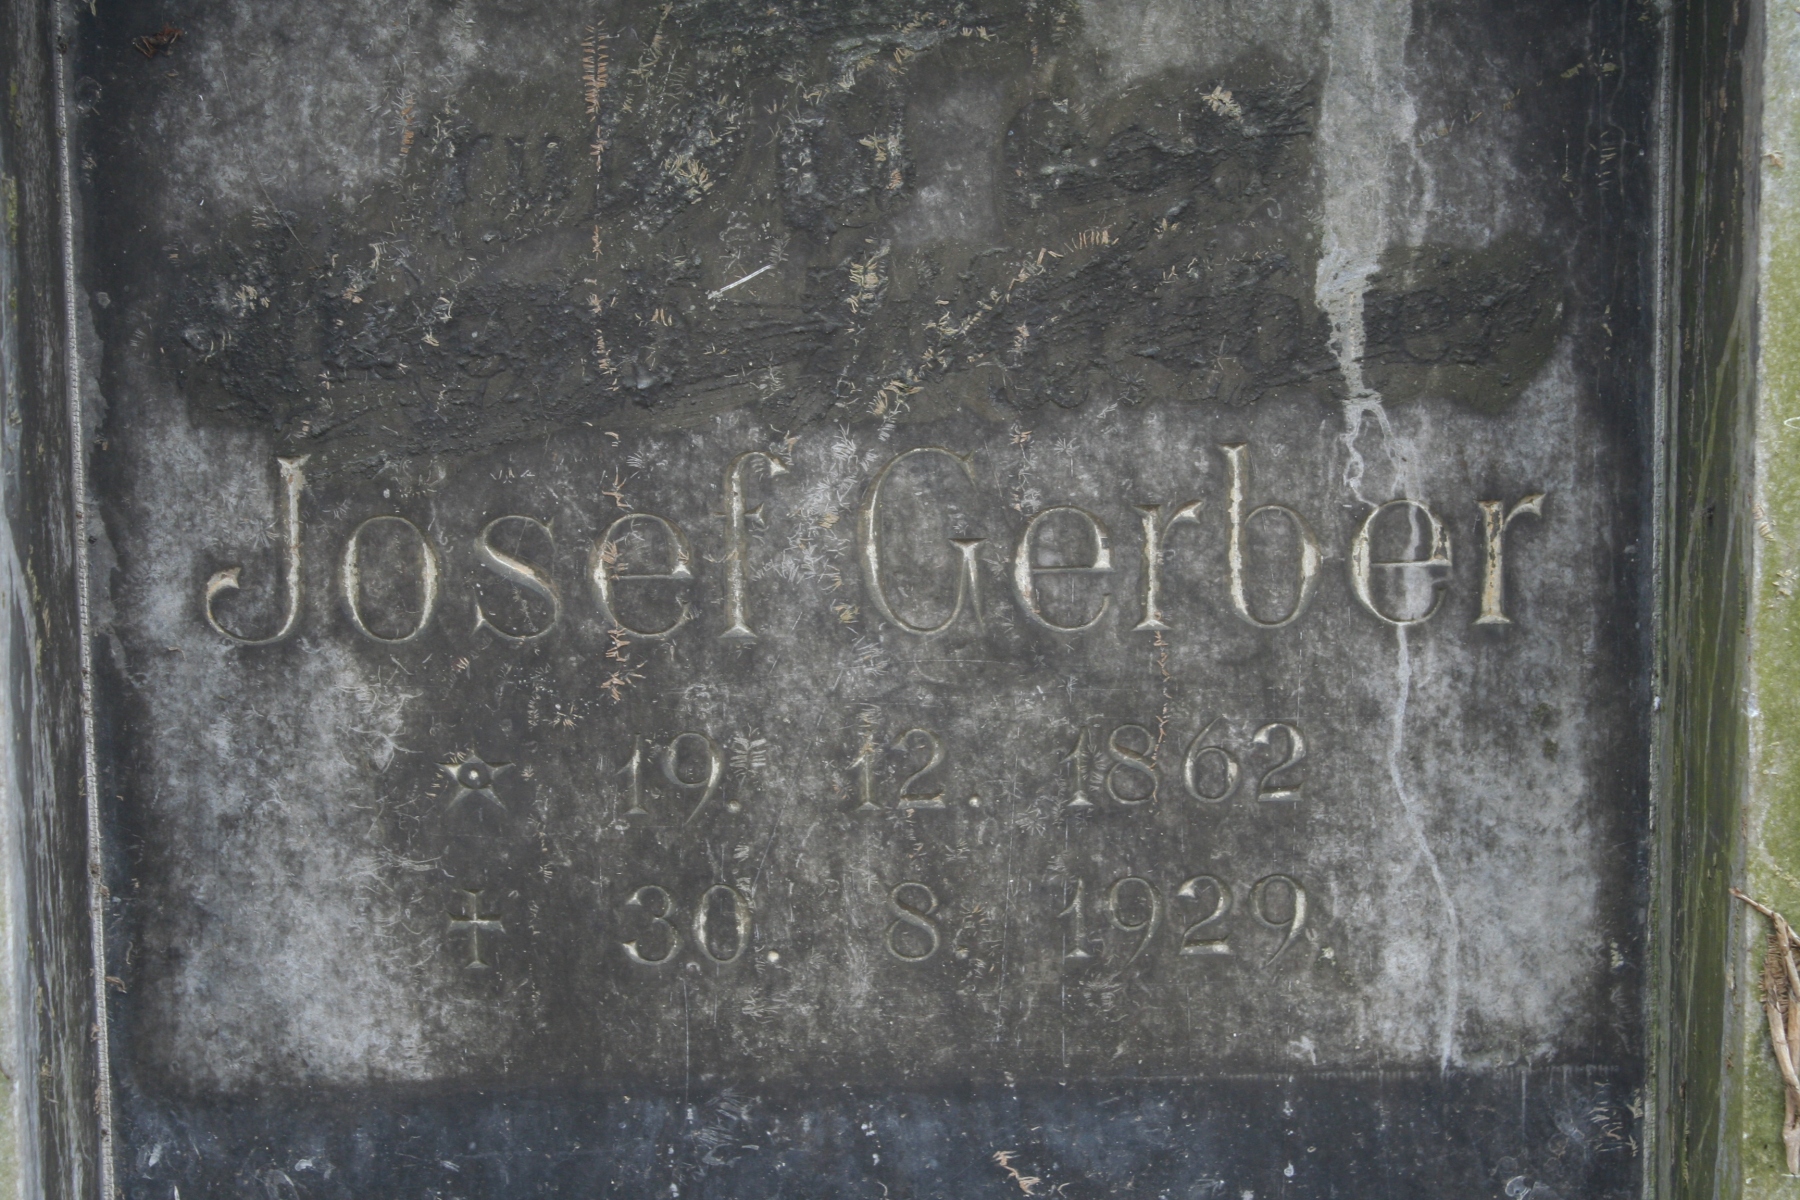 Josef Gerber
* 19. 12. 1862
† 30. 8. 1929.